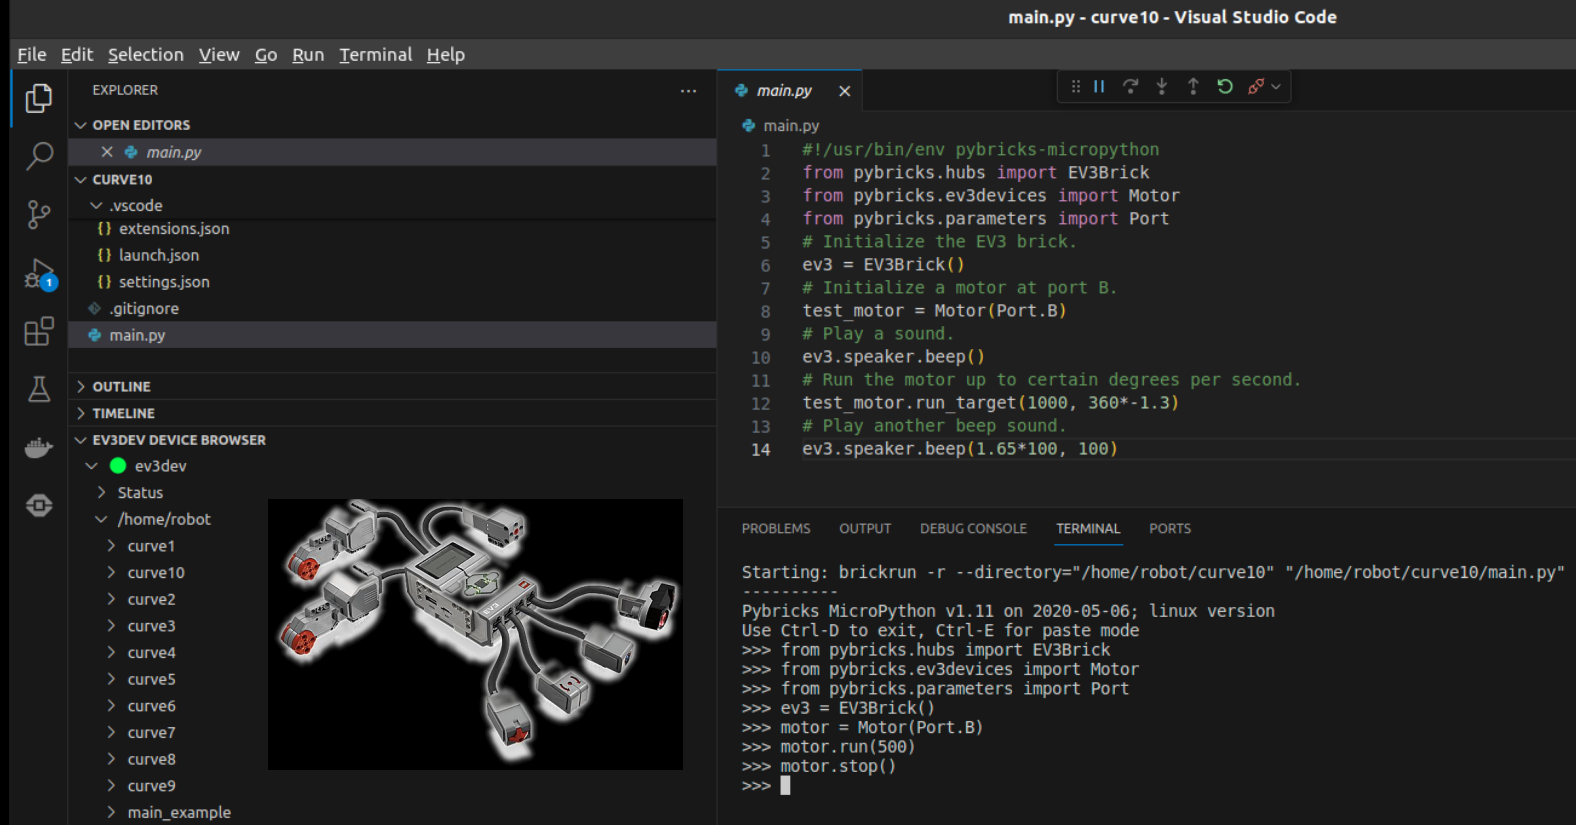 main.py - curve10 - Visual Studio Code
File Edit Selection View Go Run Terminal Help
EXPLORER
OPEN EDITORS
main.py
CURVE10
.vscode
{} extensions.json
{} launch.json
{} settings.json
.gitignore
main.py
OUTLINE
TIMELINE
EV3DEV DEVICE BROWSER
ev3dev
Status
/home/robot
curve1
curve10
curve2
curve3
curve4
curve5
curve6
curve7
curve8
curve9
main_example
1
EV3
main.py
main.py
1 #!/usr/bin/env pybricks-micropython
2 from pybricks.hubs import EV3Brick
3 from pybricks.ev3devices import Motor
4 from pybricks.parameters import Port
5 # Initialize the EV3 brick.
6 ev3 = EV3Brick()
7 # Initialize a motor at port B.
8 test_motor = Motor(Port.B)
9 # Play a sound.
10 ev3.speaker.beep()
11 # Run the motor up to certain degrees per second.
12 test_motor.run_target(1000, 360*-1.3)
13 # Play another beep sound.
14 ev3.speaker.beep(1.65*100, 100)
PROBLEMS OUTPUT DEBUG CONSOLE TERMINAL PORTS
Starting: brickrun -r --directory="/home/robot/curve10" "/home/robot/curve10/main.py"
----------
Pybricks MicroPython v1.11 on 2020-05-06; linux version
Use Ctrl-D to exit, Ctrl-E for paste mode
>>> from pybricks.hubs import EV3Brick
>>> from pybricks.ev3devices import Motor
>>> from pybricks.parameters import Port
>>> ev3 = EV3Brick()
>>> motor = Motor(Port.B)
>>> motor.run(500)
>>> motor.stop()
>>>